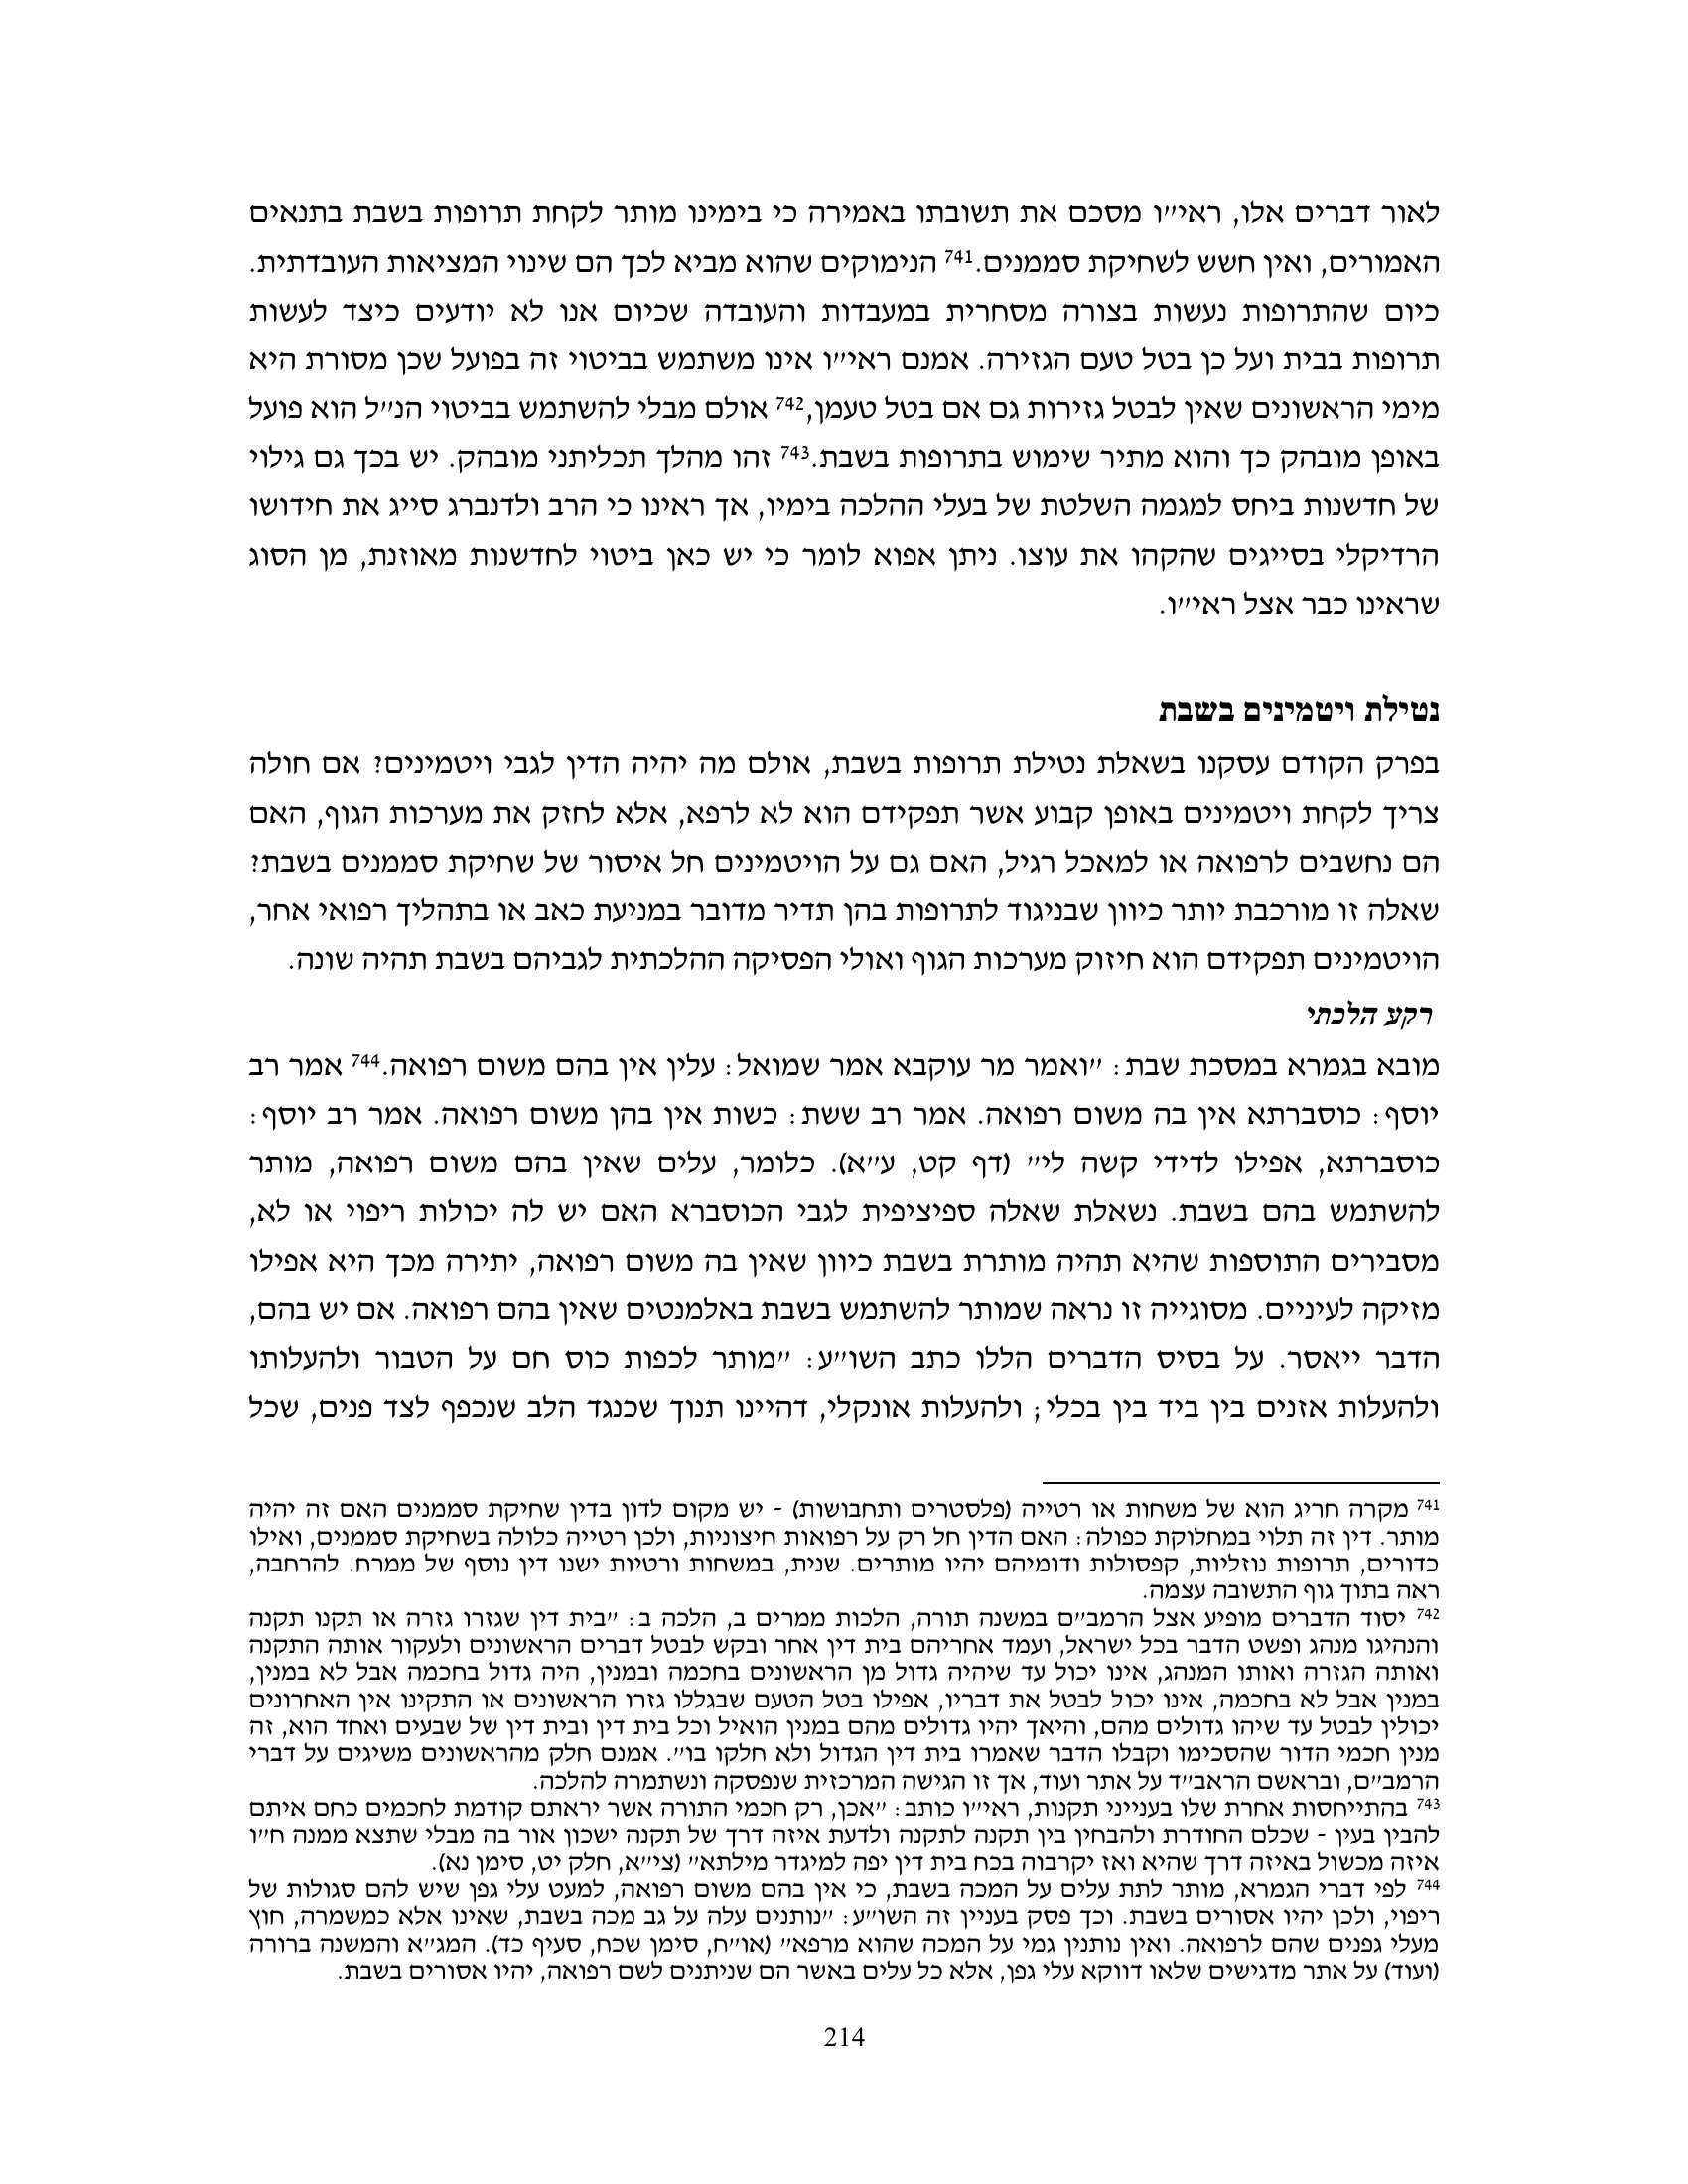 לאור דברים אלו, ראי"ו מסכם את תשובתו באמירה כי בימינו מותר לקחת תרופות בשבת בתנאים
האמורים, ואין חשש לשחיקת סממנים.741 הנימוקים שהוא מביא לכך הם שינוי המציאות העובדתית.
כיום שהתרופות נעשות בצורה מסחרית במעבדות והעובדה שכיום אנו לא יודעים כיצד לעשות
תרופות בבית ועל כן בטל טעם הגזירה. אמנם ראי"ו אינו משתמש בביטוי זה בפועל שכן מסורת היא
מימי הראשונים שאין לבטל גזירות גם אם בטל טעמן,742 אולם מבלי להשתמש בביטוי הנ"ל הוא פועל
באופן מובהק כך והוא מתיר שימוש בתרופות בשבת.743 זהו מהלך תכליתני מובהק. יש בכך גם גילוי
של חדשנות ביחס למגמה השלטת של בעלי ההלכה בימיו, אך ראינו כי הרב ולדנברג סייג את חידושו
הרדיקלי בסייגים שהקהו את עוצו. ניתן אפוא לומר כי יש כאן ביטוי לחדשנות מאוזנת, מן הסוג
שראינו כבר אצל ראי"ו.
נטילת ויטמינים בשבת
בפרק הקודם עסקנו בשאלת נטילת תרופות בשבת, אולם מה יהיה הדין לגבי ויטמינים? אם חולה
צריך לקחת ויטמינים באופן קבוע אשר תפקידם הוא לא לרפא, אלא לחזק את מערכות הגוף, האם
הם נחשבים לרפואה או למאכל רגיל, האם גם על הויטמינים חל איסור של שחיקת סממנים בשבת?
שאלה זו מורכבת יותר כיוון שבניגוד לתרופות בהן תדיר מדובר במניעת כאב או בתהליך רפואי אחר,
הויטמינים תפקידם הוא חיזוק מערכות הגוף ואולי הפסיקה ההלכתית לגביהם בשבת תהיה שונה.
רקע הלכתי
מובא בגמרא במסכת שבת: "ואמר מר עוקבא אמר שמואל: עלין אין בהם משום רפואה.744 אמר רב
יוסף: כוסברתא אין בה משום רפואה. אמר רב ששת: כשות אין בהן משום רפואה. אמר רב יוסף:
כוסברתא, אפילו לדידי קשה לי" (דף קט, ע"א). כלומר, עלים שאין בהם משום רפואה, מותר
להשתמש בהם בשבת. נשאלת שאלה ספיציפית לגבי הכוסברא האם יש לה יכולות ריפוי או לא,
מסבירים התוספות שהיא תהיה מותרת בשבת כיוון שאין בה משום רפואה, יתירה מכך היא אפילו
מזיקה לעיניים. מסוגייה זו נראה שמותר להשתמש בשבת באלמנטים שאין בהם רפואה. אם יש בהם,
הדבר ייאסר. על בסיס הדברים הללו כתב השו"ע: "מותר לכפות כוס חם על הטבור ולהעלותו
ולהעלות אזנים בין ביד בין בכלי; ולהעלות אונקלי, דהיינו תנוך שכנגד הלב שנכפף לצד פנים, שכל
741 מקרה חריג הוא של משחות או רטייה (פלסטרים ותחבושות) - יש מקום לדון בדין שחיקת סממנים האם זה יהיה
מותר. דין זה תלוי במחלוקת כפולה: האם הדין חל רק על רפואות חיצוניות, ולכן רטייה כלולה בשחיקת סממנים, ואילו
כדורים, תרופות נוזליות, קפסולות ודומיהם יהיו מותרים. שנית, במשחות ורטיות ישנו דין נוסף של ממרח. להרחבה,
ראה בתוך גוף התשובה עצמה.
742 יסוד הדברים מופיע אצל הרמב"ם במשנה תורה, הלכות ממרים ב, הלכה ב: "בית דין שגזרו גזרה או תקנו תקנה
והנהיגו מנהג ופשט הדבר בכל ישראל, ועמד אחריהם בית דין אחר ובקש לבטל דברים הראשונים ולעקור אותה התקנה
ואותה הגזרה ואותו המנהג, אינו יכול עד שיהיה גדול מן הראשונים בחכמה ובמנין, היה גדול בחכמה אבל לא במנין,
במנין אבל לא בחכמה, אינו יכול לבטל את דבריו, אפילו בטל הטעם שבגללו גזרו הראשונים או התקינו אין האחרונים
יכולין לבטל עד שיהו גדולים מהם, והיאך יהיו גדולים מהם במנין הואיל וכל בית דין ובית דין של שבעים ואחד הוא, זה
מנין חכמי הדור שהסכימו וקבלו הדבר שאמרו בית דין הגדול ולא חלקו בו". אמנם חלק מהראשונים משיגים על דברי
הרמב"ם, ובראשם הראב"ד על אתר ועוד, אך זו הגישה המרכזית שנפסקה ונשתמרה להלכה.
743 בהתייחסות אחרת שלו בענייני תקנות, ראי"ו כותב: "אכן, רק חכמי התורה אשר יראתם קודמת לחכמים כחם איתם
להבין בעין - שכלם החודרת ולהבחין בין תקנה לתקנה ולדעת איזה דרך של תקנה ישכון אור בה מבלי שתצא ממנה ח"ו
איזה מכשול באיזה דרך שהיא ואז יקרבוה בכח בית דין יפה למיגדר מילתא" (צי"א, חלק יט, סימן נא).
744 לפי דברי הגמרא, מותר לתת עלים על המכה בשבת, כי אין בהם משום רפואה, למעט עלי גפן שיש להם סגולות של
ריפוי, ולכן יהיו אסורים בשבת. וכך פסק בעניין זה השו"ע: "נותנים עלה על גב מכה בשבת, שאינו אלא כמשמרה, חוץ
מעלי גפנים שהם לרפואה. ואין נותנין גמי על המכה שהוא מרפא" (או"ח, סימן שכח, סעיף כד). המג"א והמשנה ברורה
(ועוד) על אתר מדגישים שלאו דווקא עלי גפן, אלא כל עלים באשר הם שניתנים לשם רפואה, יהיו אסורים בשבת.
214